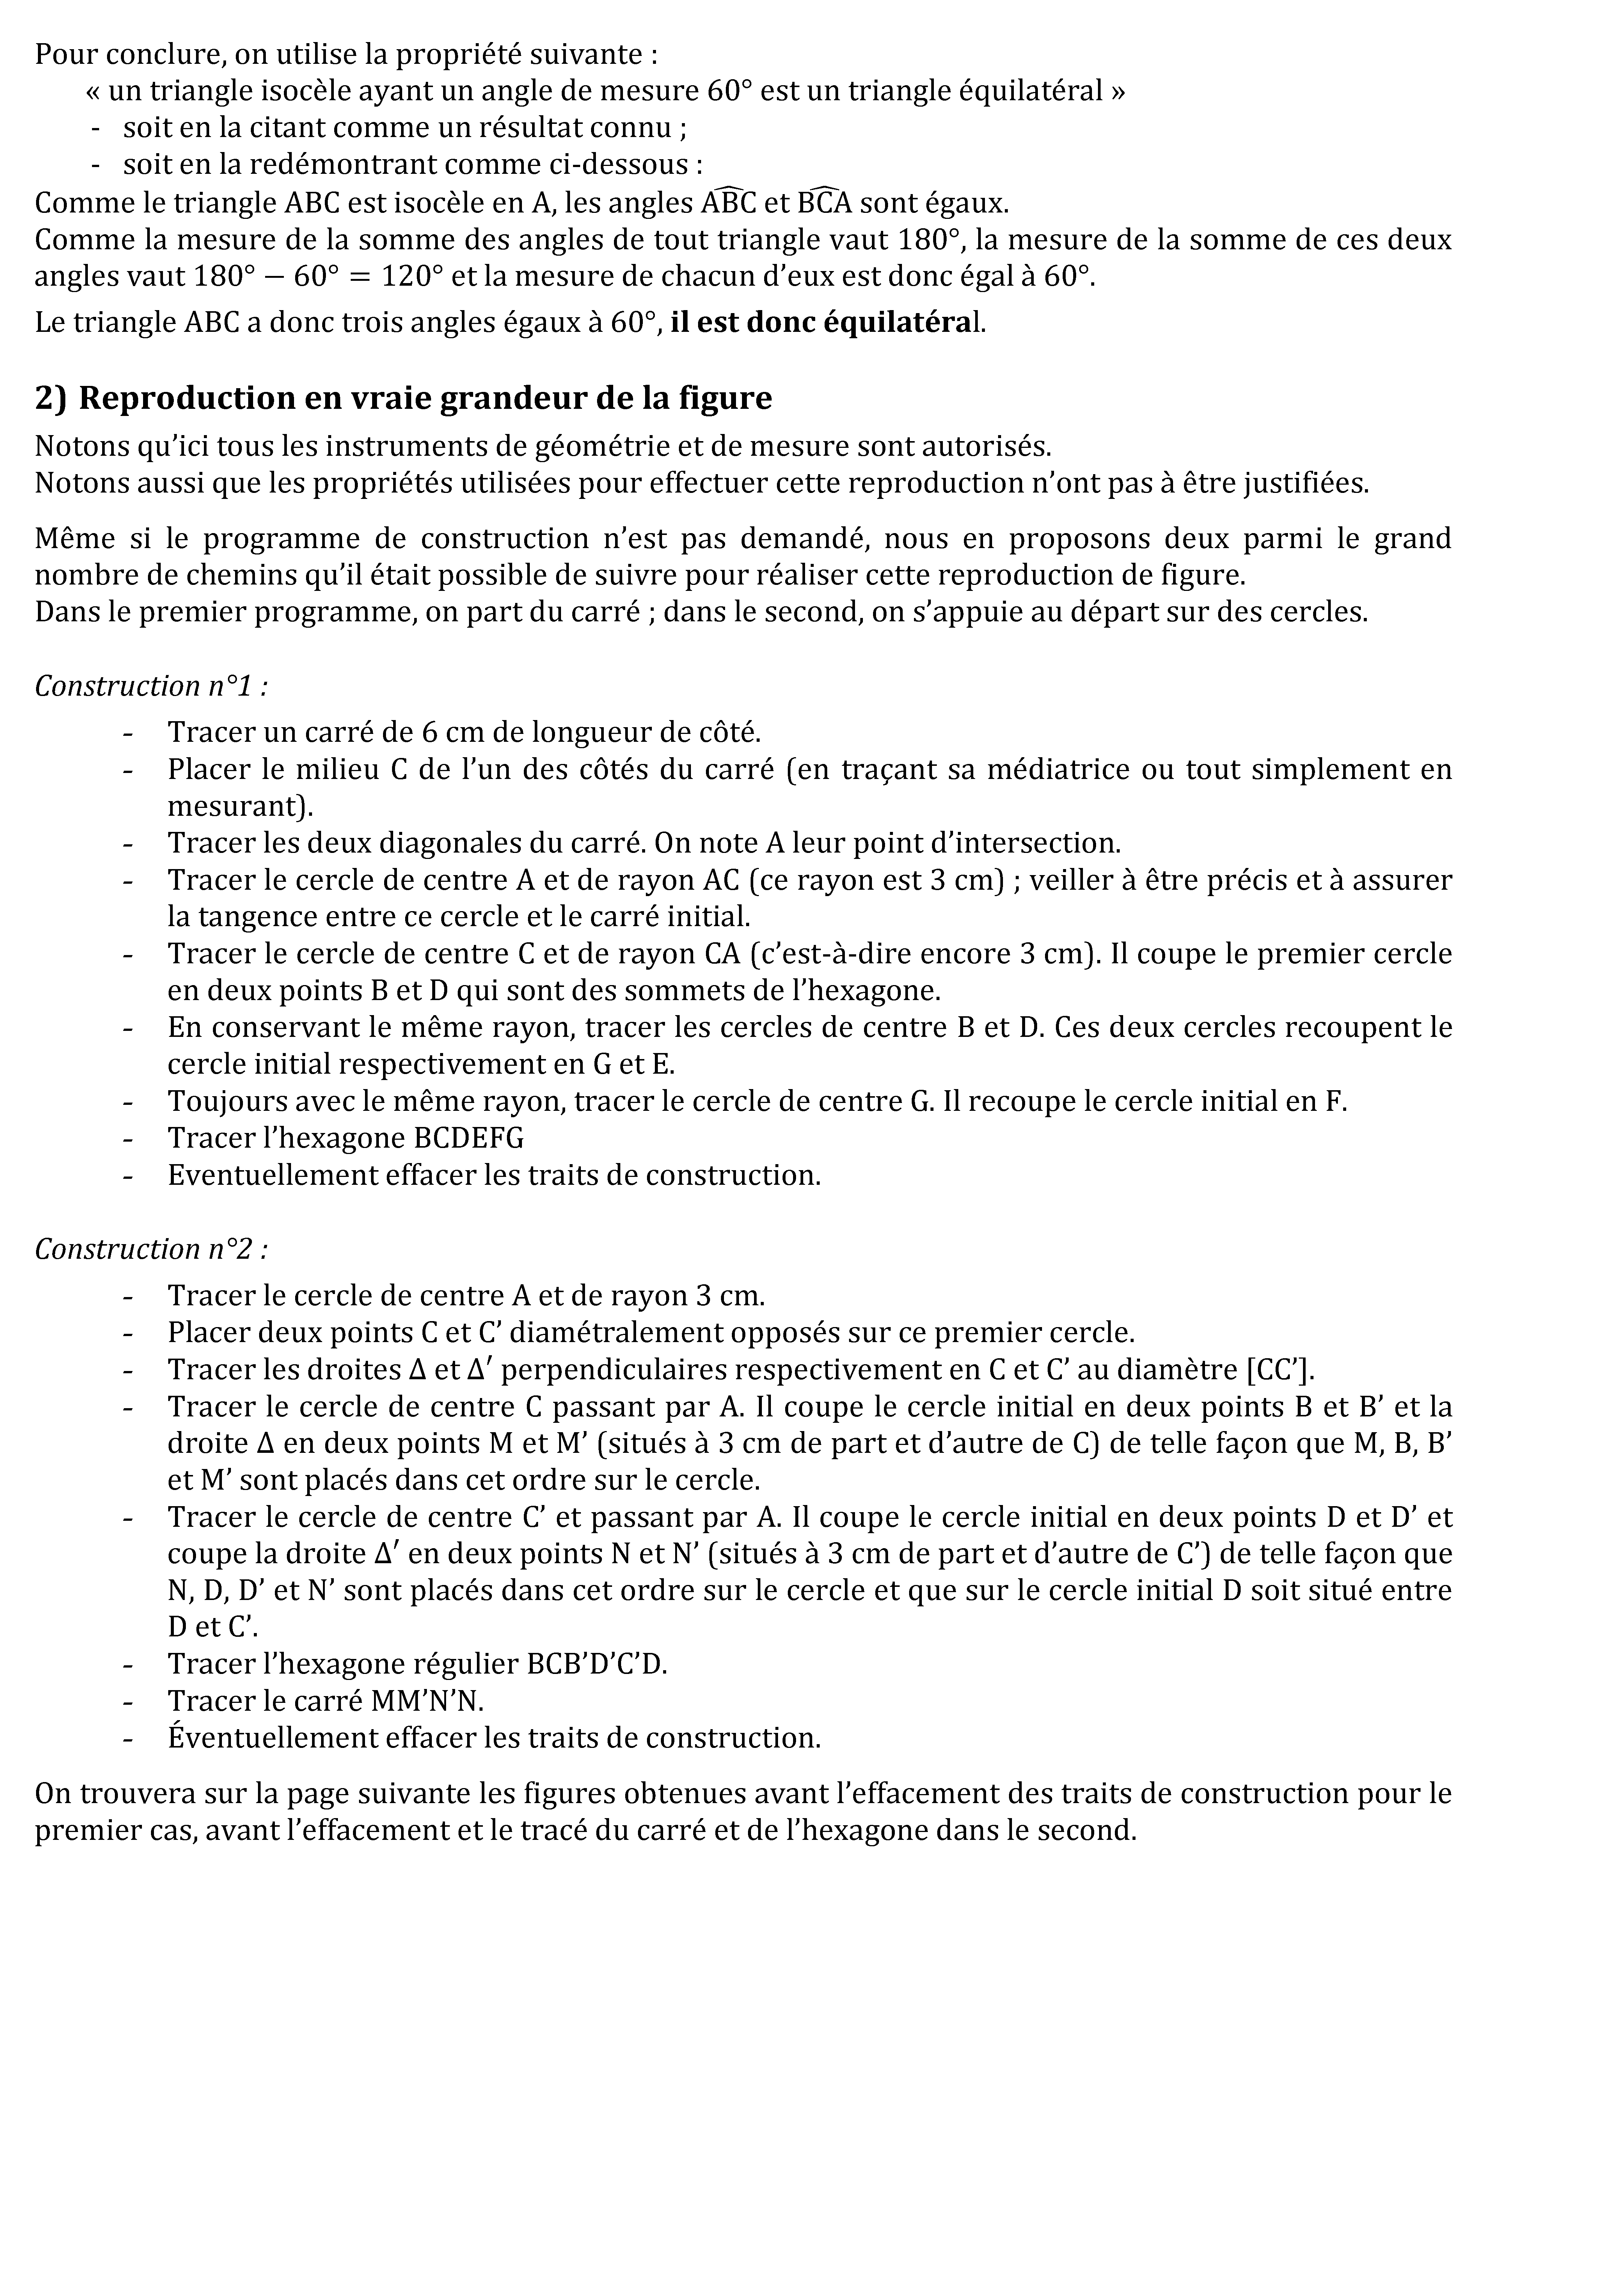 Pour conclure, on utilise la propriété suivante :
« un triangle isocèle ayant un angle de mesure 60° est un triangle équilatéral »
- soit en la citant comme un résultat connu ;
- soit en la redémontrant comme ci-dessous :
Comme le triangle ABC est isocèle en A, les angles \widehat{ABC} et \widehat{BCA} sont égaux.
Comme la mesure de la somme des angles de tout triangle vaut 180°, la mesure de la somme de ces deux
angles vaut 180° − 60° = 120° et la mesure de chacun d’eux est donc égal à 60°.
Le triangle ABC a donc trois angles égaux à 60°, il est donc équilatéral.
2) Reproduction en vraie grandeur de la figure
Notons qu’ici tous les instruments de géométrie et de mesure sont autorisés.
Notons aussi que les propriétés utilisées pour effectuer cette reproduction n’ont pas à être justifiées.
Même si le programme de construction n’est pas demandé, nous en proposons deux parmi le grand
nombre de chemins qu’il était possible de suivre pour réaliser cette reproduction de figure.
Dans le premier programme, on part du carré ; dans le second, on s’appuie au départ sur des cercles.
Construction n°1 :
- Tracer un carré de 6 cm de longueur de côté.
- Placer le milieu C de l’un des côtés du carré (en traçant sa médiatrice ou tout simplement en
mesurant).
- Tracer les deux diagonales du carré. On note A leur point d’intersection.
- Tracer le cercle de centre A et de rayon AC (ce rayon est 3 cm) ; veiller à être précis et à assurer
la tangence entre ce cercle et le carré initial.
- Tracer le cercle de centre C et de rayon CA (c’est-à-dire encore 3 cm). Il coupe le premier cercle
en deux points B et D qui sont des sommets de l’hexagone.
- En conservant le même rayon, tracer les cercles de centre B et D. Ces deux cercles recoupent le
cercle initial respectivement en G et E.
- Toujours avec le même rayon, tracer le cercle de centre G. Il recoupe le cercle initial en F.
- Tracer l’hexagone BCDEFG
- Eventuellement effacer les traits de construction.
Construction n°2 :
- Tracer le cercle de centre A et de rayon 3 cm.
- Placer deux points C et C’ diamétralement opposés sur ce premier cercle.
- Tracer les droites Δ et Δ′ perpendiculaires respectivement en C et C’ au diamètre [CC’].
- Tracer le cercle de centre C passant par A. Il coupe le cercle initial en deux points B et B’ et la
droite Δ en deux points M et M’ (situés à 3 cm de part et d’autre de C) de telle façon que M, B, B’
et M’ sont placés dans cet ordre sur le cercle.
- Tracer le cercle de centre C’ et passant par A. Il coupe le cercle initial en deux points D et D’ et
coupe la droite Δ′ en deux points N et N’ (situés à 3 cm de part et d’autre de C’) de telle façon que
N, D, D’ et N’ sont placés dans cet ordre sur le cercle et que sur le cercle initial D soit situé entre
D et C’.
- Tracer l’hexagone régulier BCB’D’C’D.
- Tracer le carré MM’N’N.
- Éventuellement effacer les traits de construction.
On trouvera sur la page suivante les figures obtenues avant l’effacement des traits de construction pour le
premier cas, avant l’effacement et le tracé du carré et de l’hexagone dans le second.